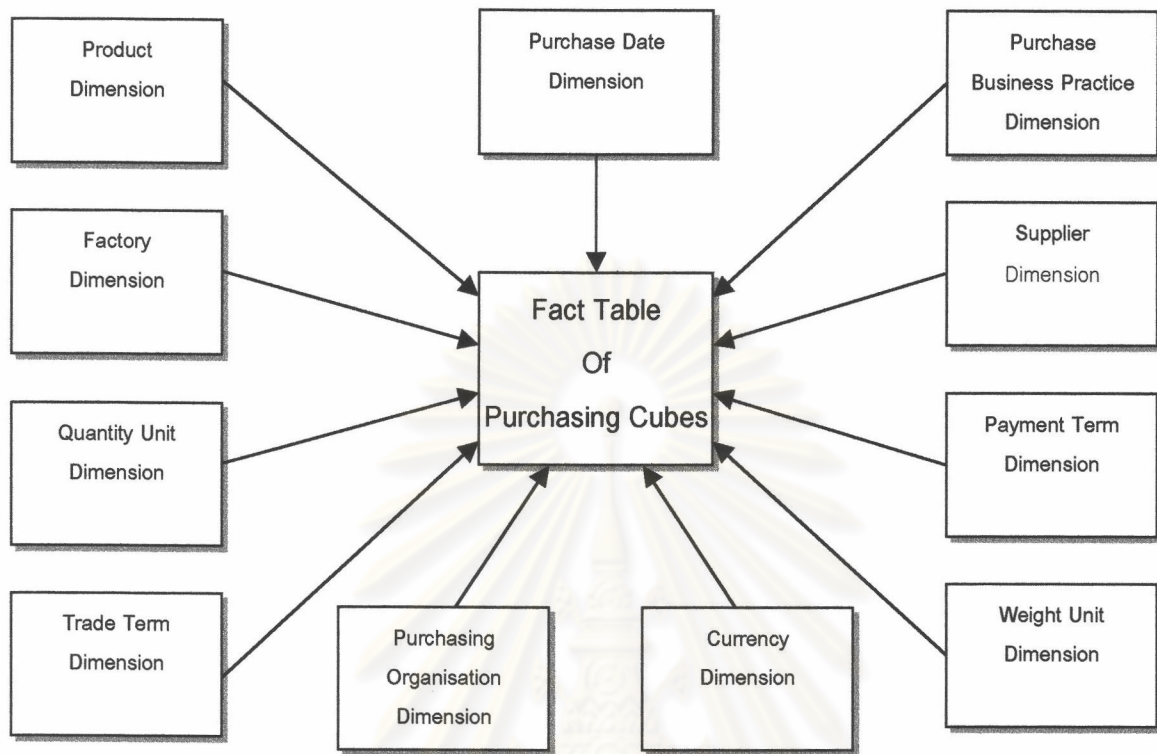 Product
Dimension
Purchase Date
Dimension
Purchase
Business Practice
Dimension
Factory
Dimension
Supplier
Dimension
Fact Table
Of
Purchasing Cubes
Quantity Unit
Dimension
Payment Term
Dimension
Trade Term
Dimension
Purchasing
Organisation
Dimension
Currency
Dimension
Weight Unit
Dimension